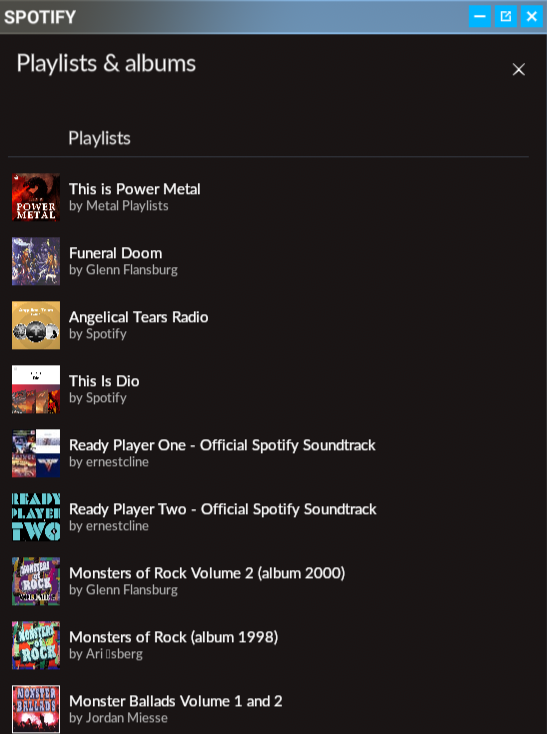 SPOTIFY
Playlists & albums
Playlists
POWER
METAL
This is Power Metal
by Metal Playlists
Funeral Doom
by Glenn Flansburg
Angelical Tears Radio
by Spotify
Dio
This Is Dio
by Spotify
Ready Player One - Official Spotify Soundtrack
by ernestcline
READY
PLAYER
TWO
Ready Player Two - Official Spotify Soundtrack
by ernestcline
MONSTERS
OF
ROCK
Monsters of Rock Volume 2 (album 2000)
by Glenn Flansburg
MONSTERS
OF
ROCK
Monsters of Rock (album 1998)
by Ari ▯sberg
MONSTER
BALLADS
Monster Ballads Volume 1 and 2
by Jordan Miesse